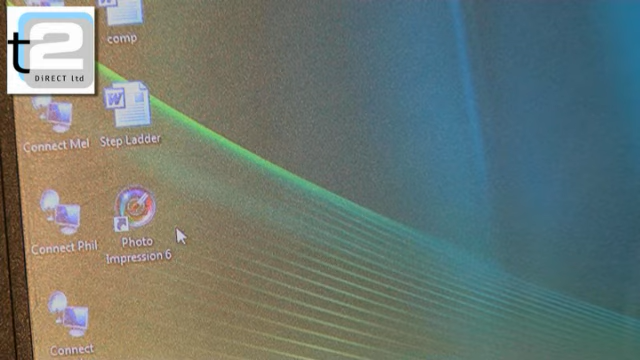 t2
DiRECT ltd
comp
Connect Mel
Step Ladder
Connect Phil
Photo
Impression 6
Connect